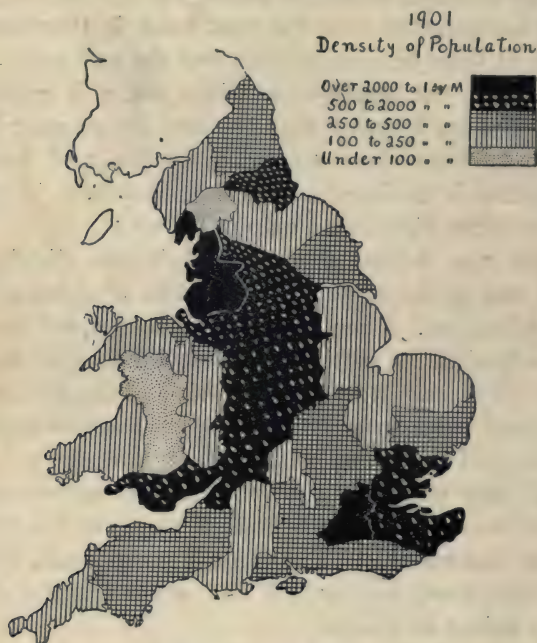 1901
Density of Population
Over 2000 to 1 sq M
500 to 2000 " "
250 to 500 " "
100 to 250 " "
Under 100 " "